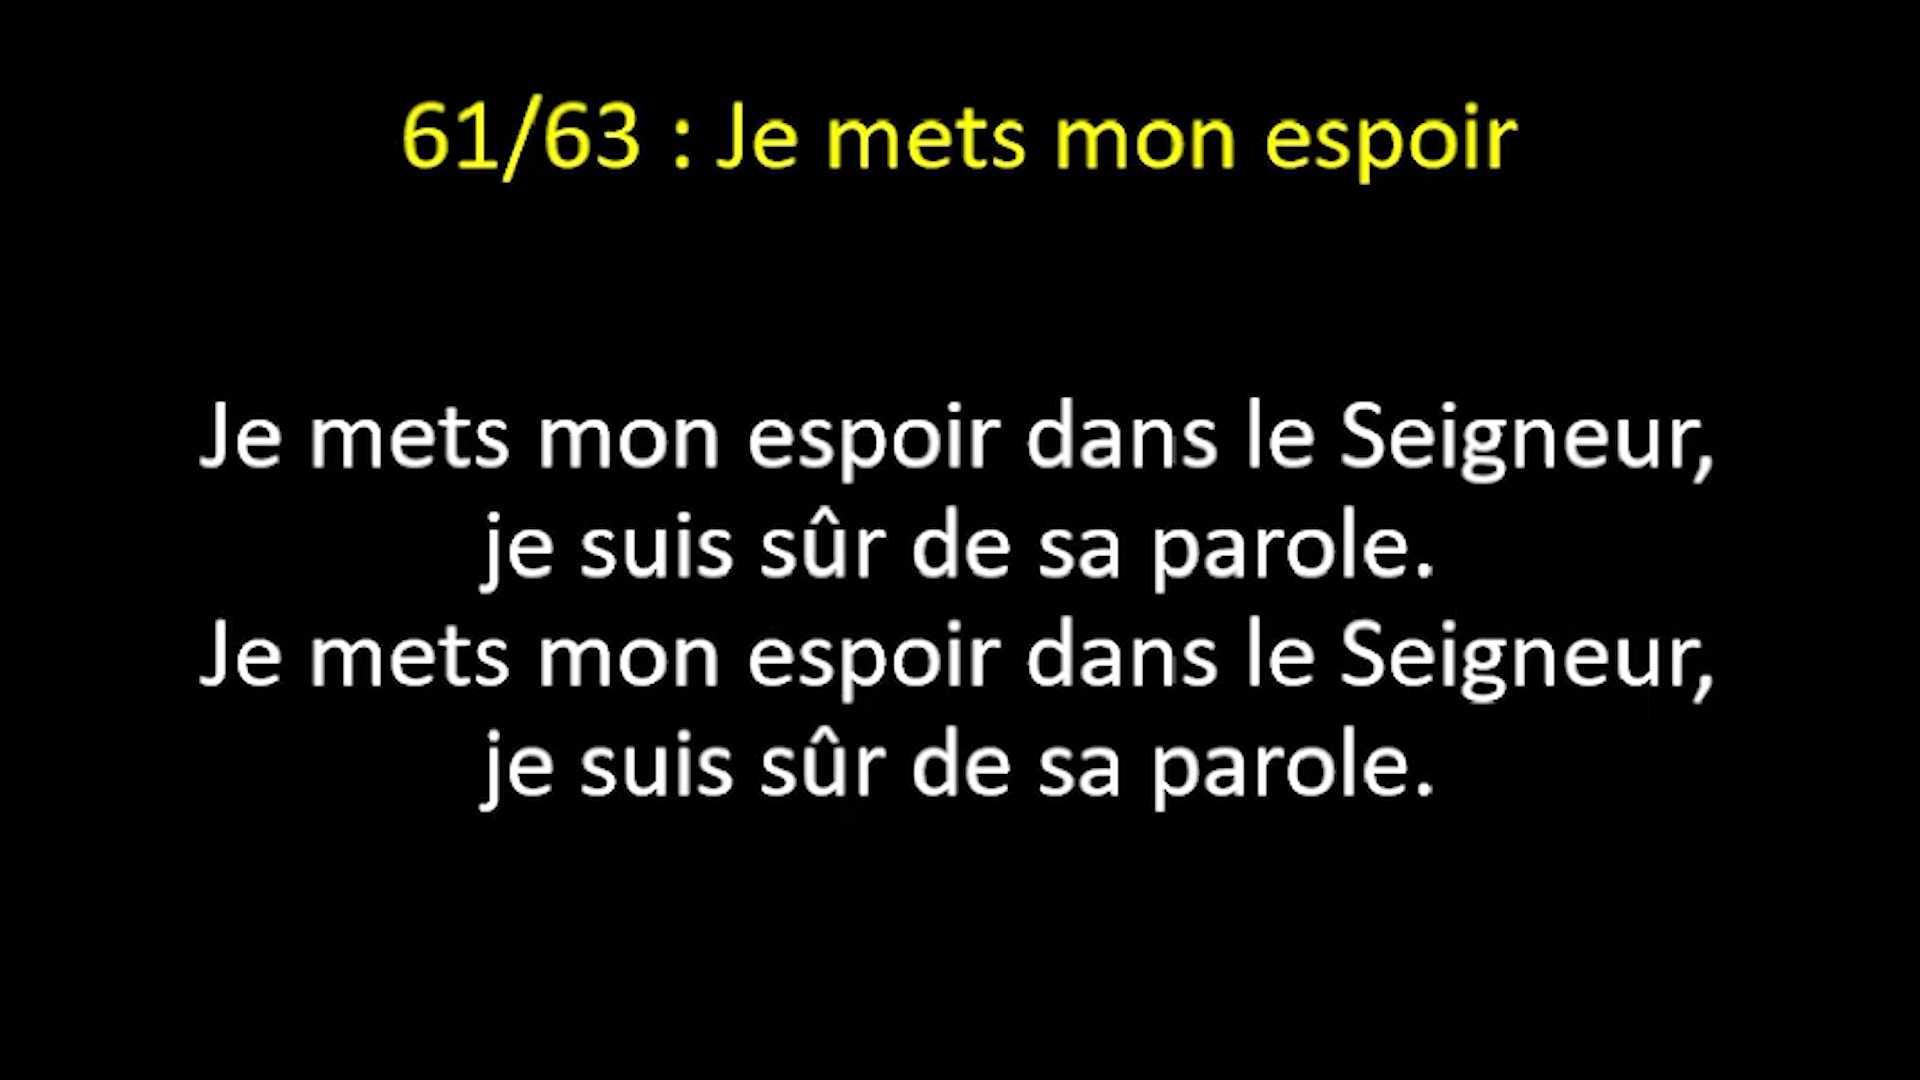 61/63 : Je mets mon espoir
Je mets mon espoir dans le Seigneur,
je suis sûr de sa parole.
Je mets mon espoir dans le Seigneur,
je suis sûr de sa parole.